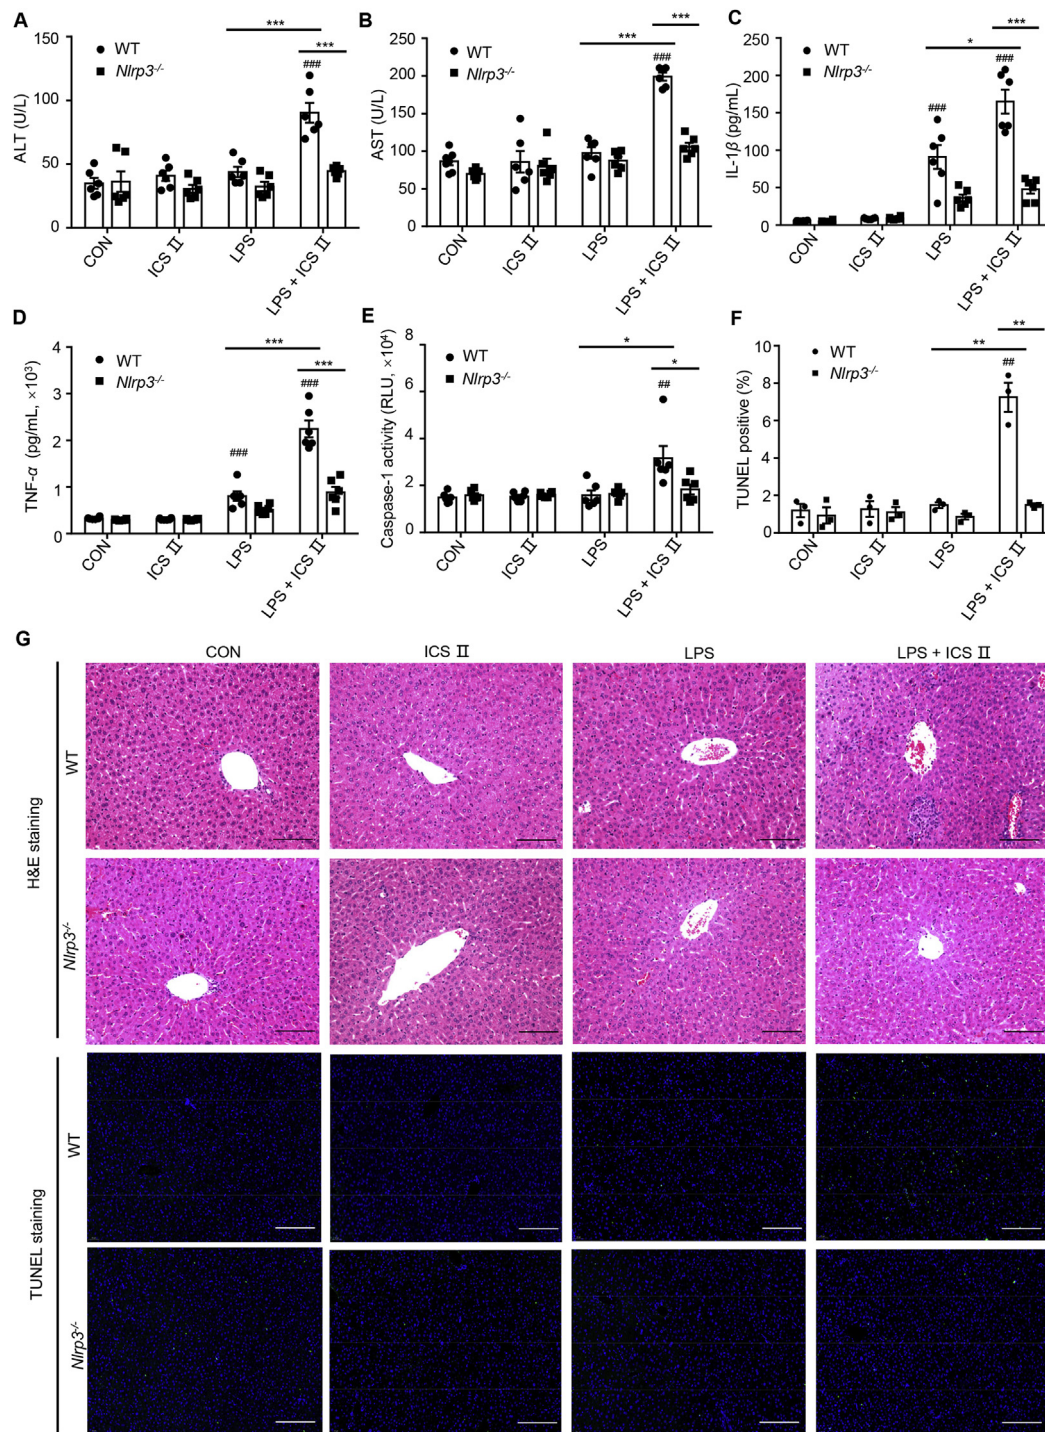 A
ALT (U/L)
150
100
50
0
WT
Nlrp3-/-
***
***
###
CON
ICS II
LPS
LPS + ICS II
B
AST (U/L)
250
200
150
100
50
0
WT
Nlrp3-/-
***
***
###
CON
ICS II
LPS
LPS + ICS II
C
IL-1β (pg/mL)
250
200
150
100
50
0
WT
Nlrp3-/-
***
*
###
###
CON
ICS II
LPS
LPS + ICS II
D
TNF-α (pg/mL, ×10³)
4
3
2
1
0
WT
Nlrp3-/-
***
***
###
###
CON
ICS II
LPS
LPS + ICS II
E
Caspase-1 activity (RLU, ×10⁴)
8
6
4
2
0
WT
Nlrp3-/-
*
*
##
CON
ICS II
LPS
LPS + ICS II
F
TUNEL positive (%)
10
8
6
4
2
0
WT
Nlrp3-/-
**
**
##
CON
ICS II
LPS
LPS + ICS II
G
CON
ICS II
LPS
LPS + ICS II
H&E staining
WT
Nlrp3-/-
TUNEL staining
WT
Nlrp3-/-